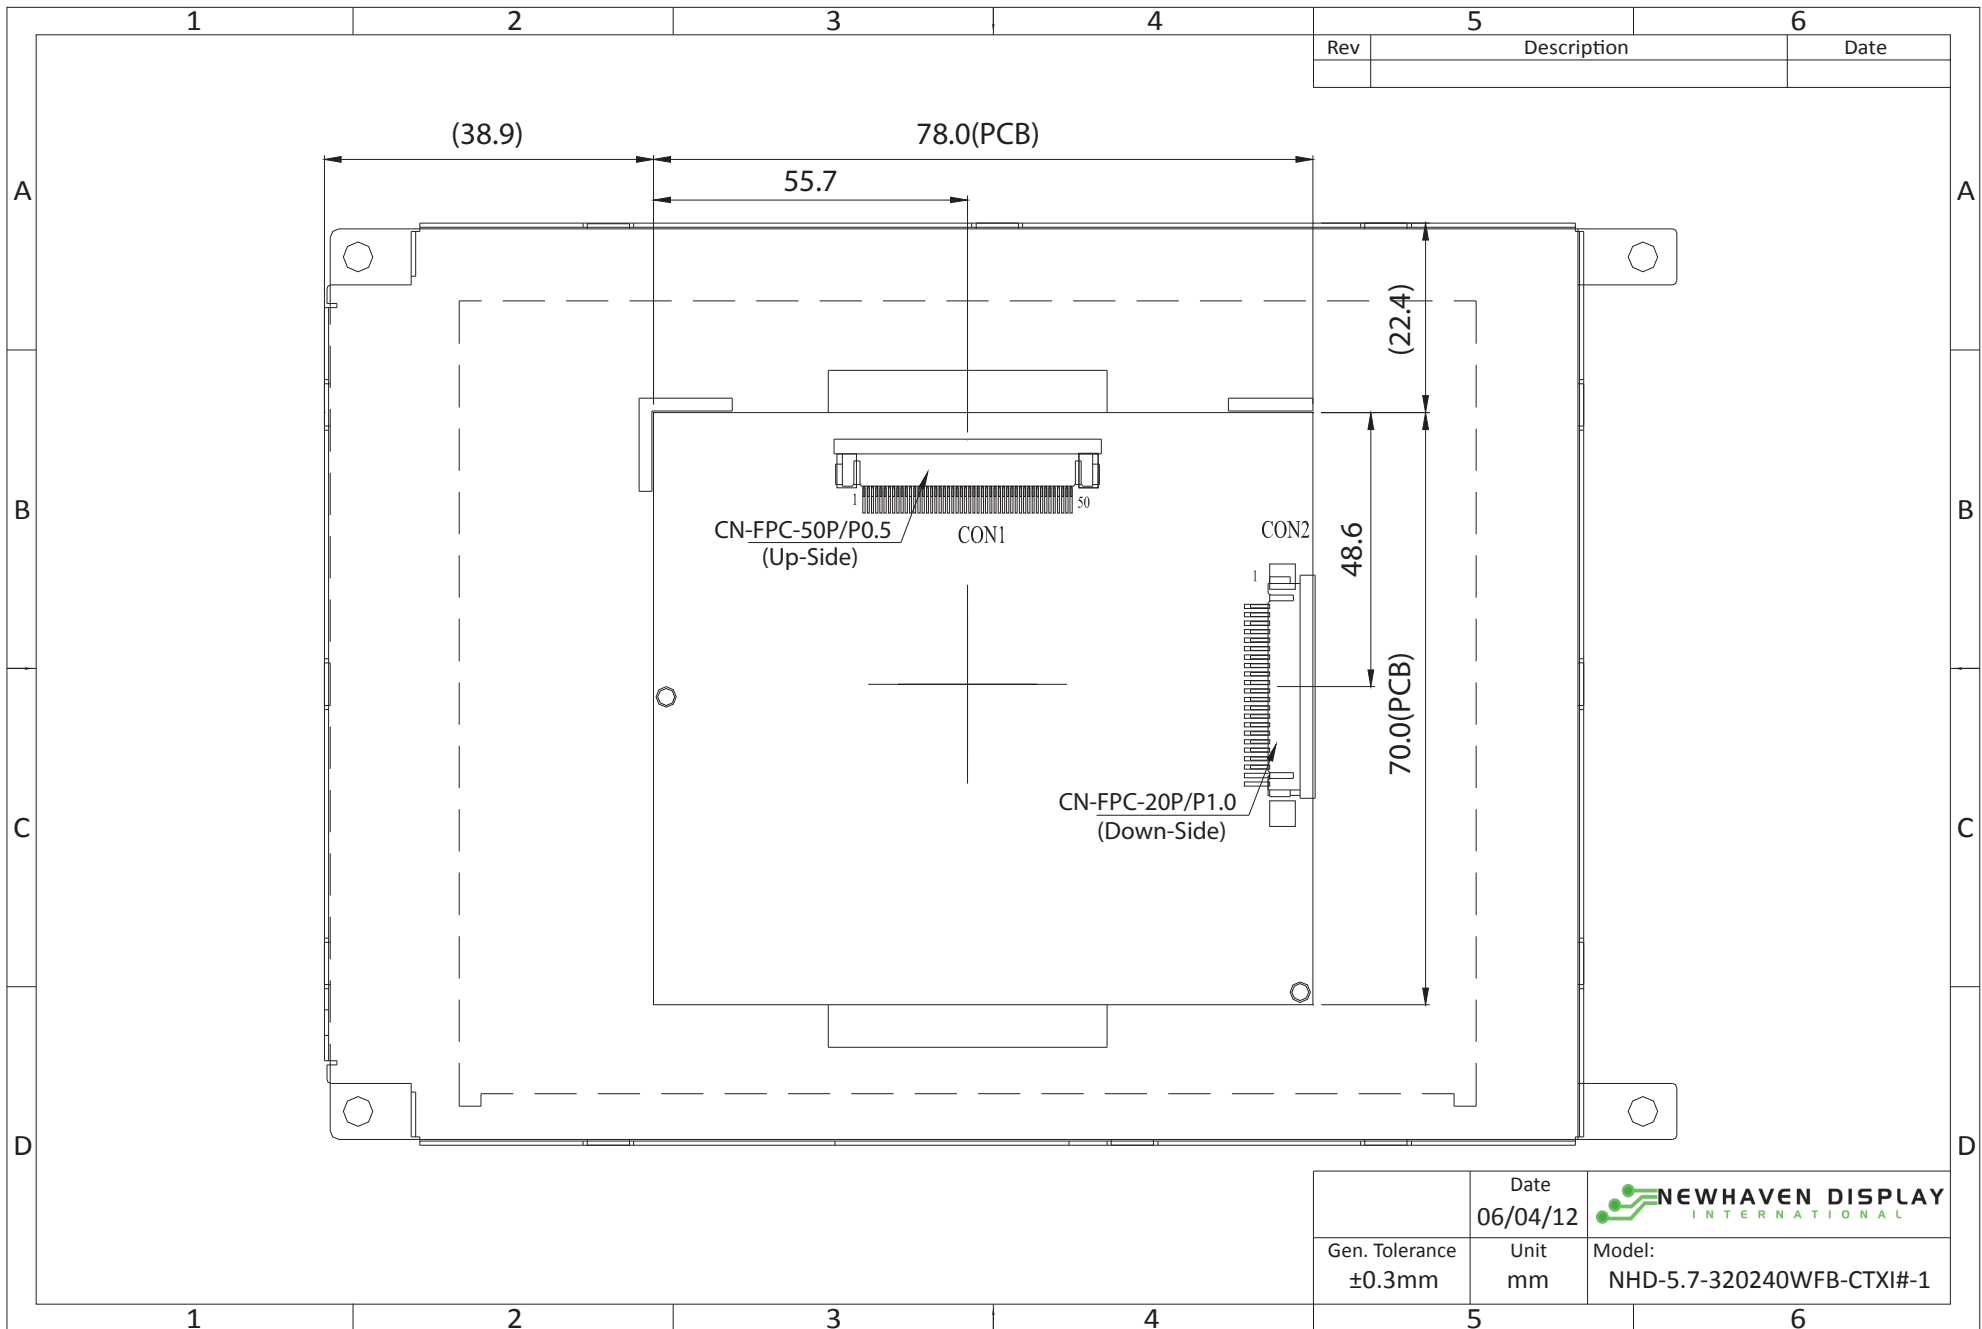 1 2 3 4 5 6
Rev Description Date
(38.9) 78.0(PCB)
55.7
A A
(22.4)
1 50
B B
CN-FPC-50P/P0.5
(Up-Side)
CON1
CON2
48.6
1
70.0(PCB)
CN-FPC-20P/P1.0
(Down-Side)
C C
D D
Date
06/04/12
NEWHAVEN DISPLAY
INTERNATIONAL
Gen. Tolerance
±0.3mm
Unit
mm
Model:
NHD-5.7-320240WFB-CTXI#-1
1 2 3 4 5 6